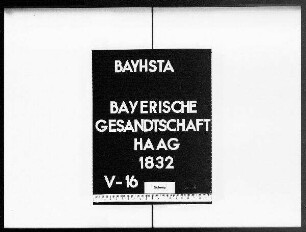 BAYHSTA
BAYERISCHE
GESANDTSCHAFT
HAAG
1832
V-16